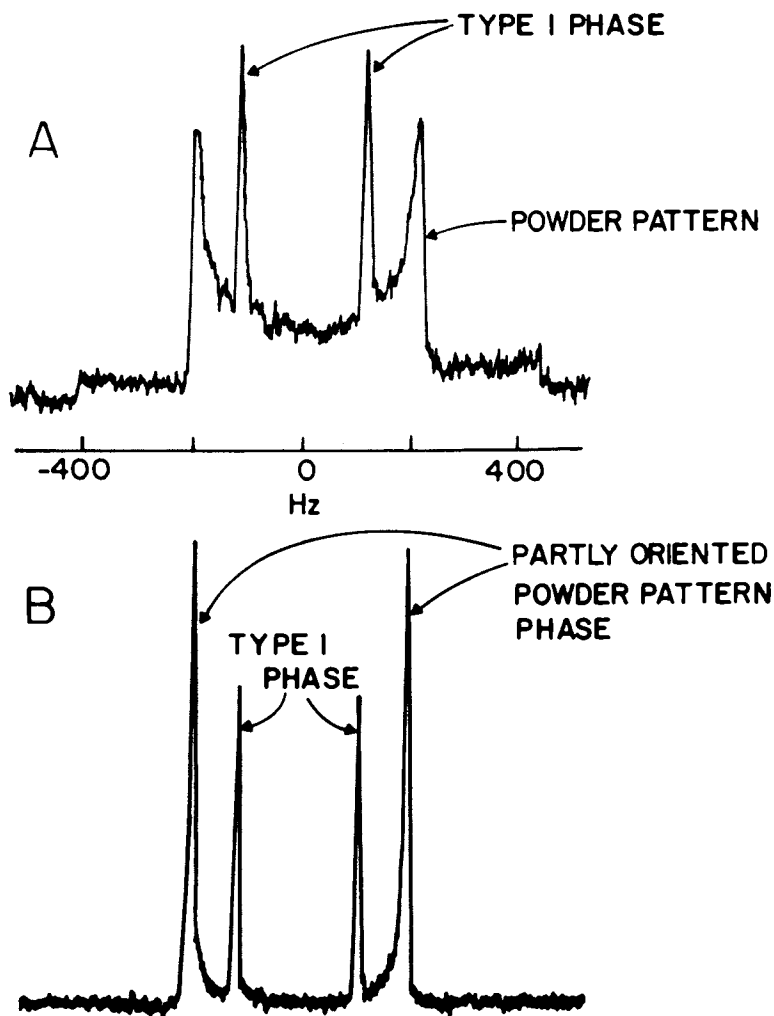 TYPE I PHASE
A
POWDER PATTERN
-400 0 400
Hz
B
PARTLY ORIENTED
POWDER PATTERN
PHASE
TYPE I
PHASE